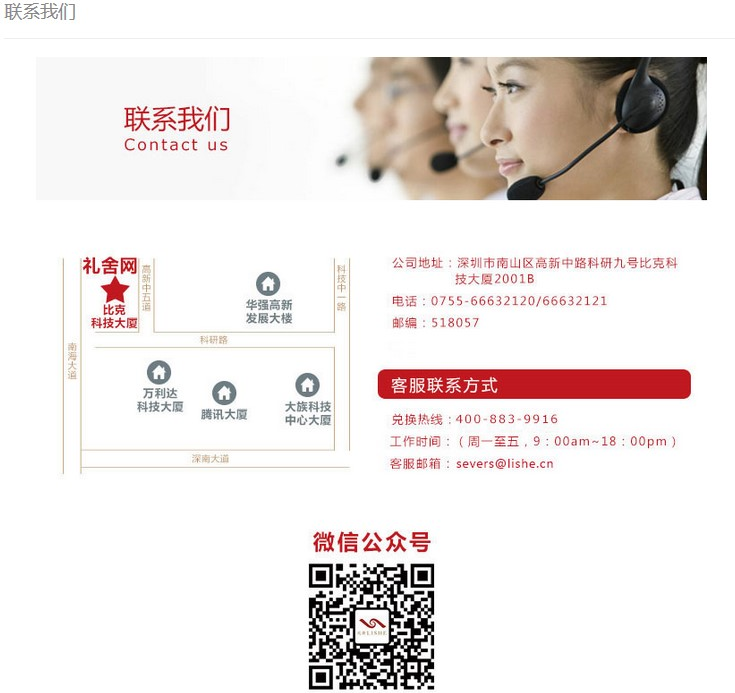 联系我们
联系我们
Contact us
礼舍网
比克
科技大厦
高新中五道
科技中一路
华强高新
发展大楼
科研路
南海大道
万利达
科技大厦
腾讯大厦
大族科技
中心大厦
深南大道
公司地址：深圳市南山区高新中路科研九号比克科
技大厦2001B
电话：0755-66632120/66632121
邮编：518057
客服联系方式
兑换热线：400-883-9916
工作时间：（周一至五，9：00am~18：00pm）
客服邮箱：severs@lishe.cn
微信公众号